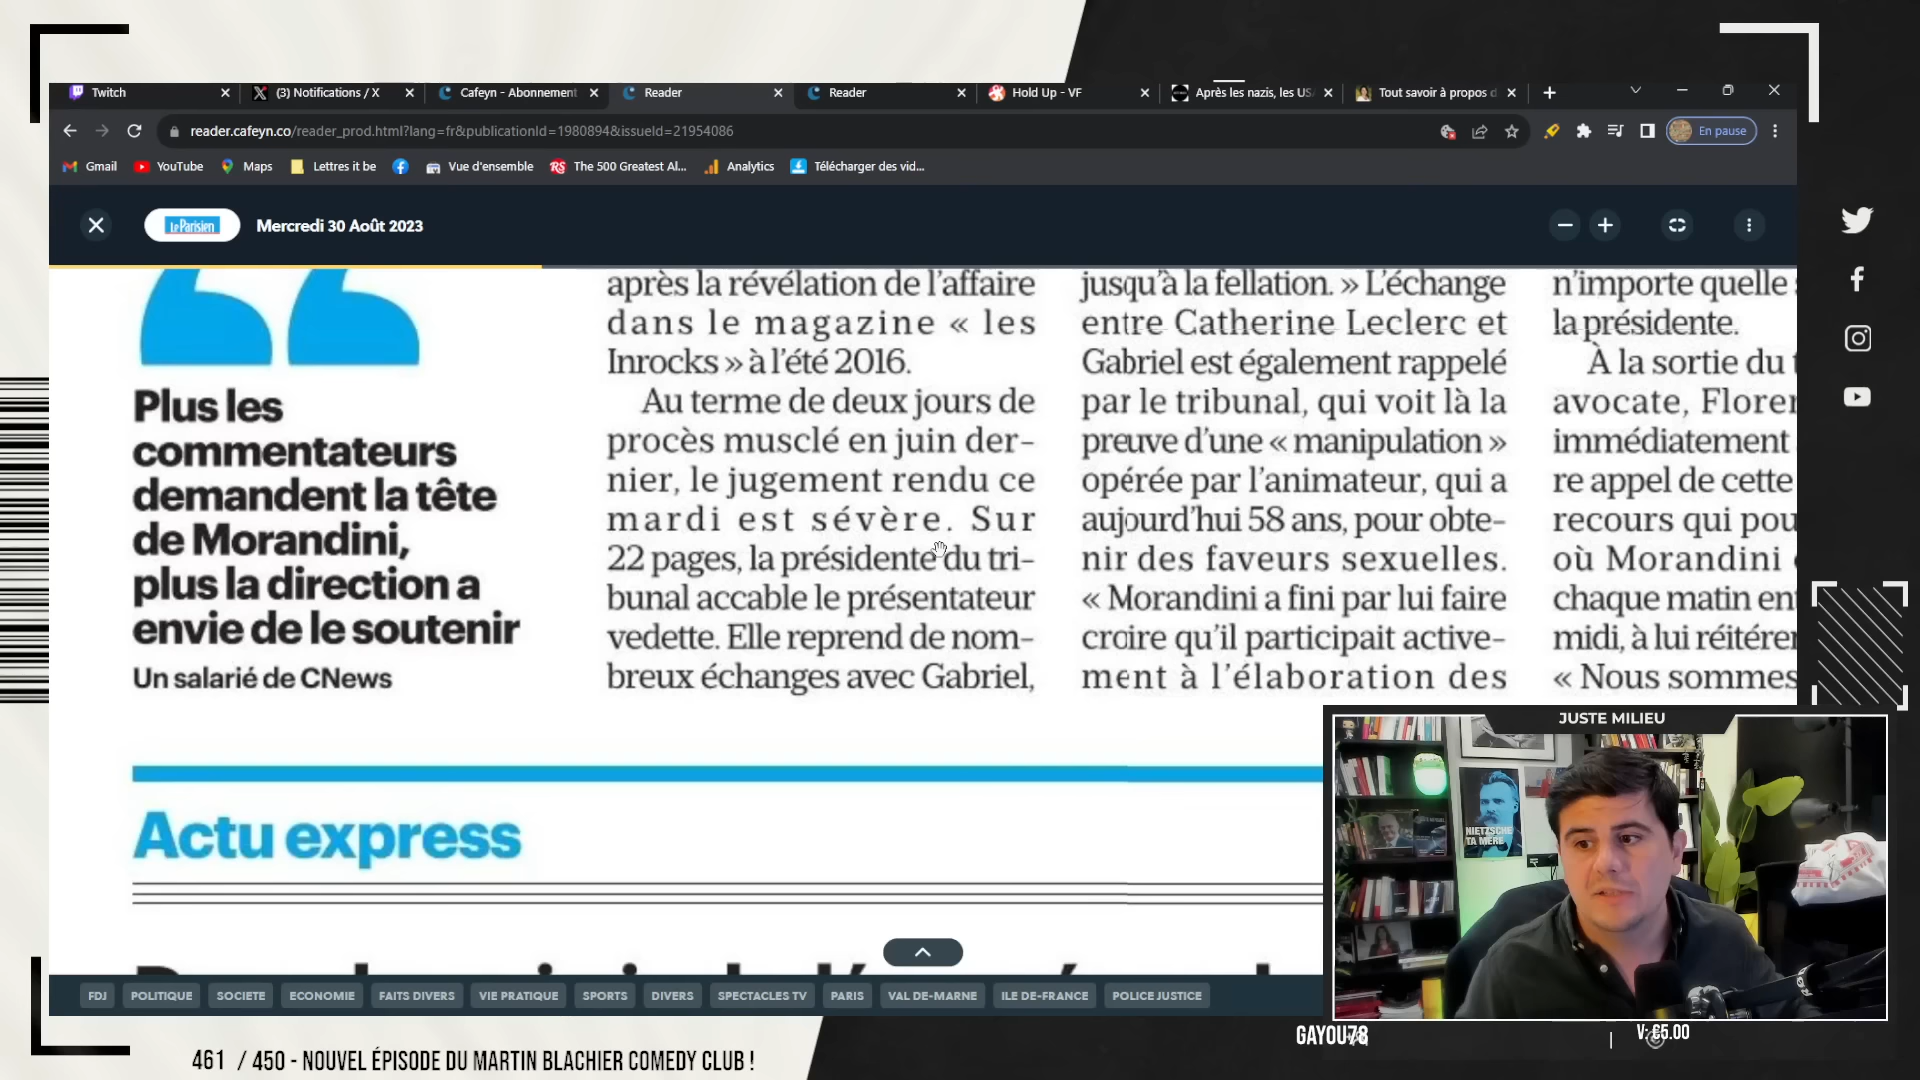 Twitch
(3) Notifications / X
Cafeyn - Abonnement
Reader
Reader
Hold Up - VF
Après les nazis, les US
Tout savoir à propos d
reader.cafeyn.co/reader_prod.html?lang=fr&publicationId=1980894&issueId=21954086
En pause
Gmail
YouTube
Maps
Lettres it be
Vue d'ensemble
RS
The 500 Greatest Al...
Analytics
Télécharger des vid...
Le Parisien
Mercredi 30 Août 2023
Plus les
commentateurs
demandent la tête
de Morandini,
plus la direction a
envie de le soutenir
Un salarié de CNews
après la révélation de l'affaire
dans le magazine « les
Inrocks » à l'été 2016.
Au terme de deux jours de
procès musclé en juin der-
nier, le jugement rendu ce
mardi est sévère. Sur
22 pages, la présidente du tri-
bunal accable le présentateur
vedette. Elle reprend de nom-
breux échanges avec Gabriel,
jusqu'à la fellation. » L'échange
entre Catherine Leclerc et
Gabriel est également rappelé
par le tribunal, qui voit là la
preuve d'une « manipulation »
opérée par l'animateur, qui a
aujourd'hui 58 ans, pour obte-
nir des faveurs sexuelles.
« Morandini a fini par lui faire
croire qu'il participait active-
ment à l'élaboration des
n'importe quelle
la présidente.
À la sortie du
avocate, Floren
immédiatement
re appel de cette
recours qui pou
où Morandini
chaque matin en
midi, à lui réitérer
« Nous sommes
Actu express
JUSTE MILIEU
NIETZSCHE
TA MÈRE
FDJ
POLITIQUE
SOCIETE
ECONOMIE
FAITS DIVERS
VIE PRATIQUE
SPORTS
DIVERS
SPECTACLES TV
PARIS
VAL DE-MARNE
ILE DE-FRANCE
POLICE JUSTICE
GAYOU78
V: €5.00
461 / 450 - NOUVEL ÉPISODE DU MARTIN BLACHIER COMEDY CLUB !